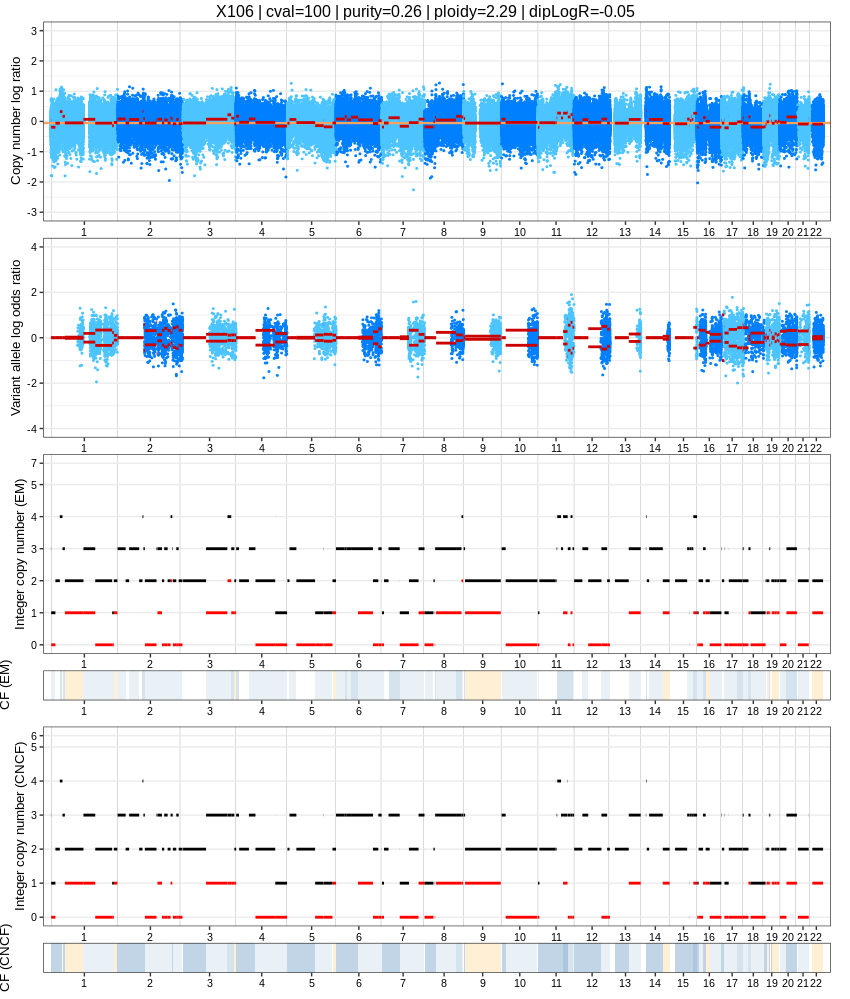 X106 | cval=100 | purity=0.26 | ploidy=2.29 | dipLogR=-0.05
Copy number log ratio
3
2
1
0
-1
-2
-3
1 2 3 4 5 6 7 8 9 10 11 12 13 14 15 16 17 18 19 20 21 22
Variant allele log odds ratio
4
2
0
-2
-4
1 2 3 4 5 6 7 8 9 10 11 12 13 14 15 16 17 18 19 20 21 22
Integer copy number (EM)
7
5
4
3
2
1
0
1 2 3 4 5 6 7 8 9 10 11 12 13 14 15 16 17 18 19 20 21 22
CF (EM)
1 2 3 4 5 6 7 8 9 10 11 12 13 14 15 16 17 18 19 20 21 22
Integer copy number (CNCF)
6
5
4
3
2
1
0
1 2 3 4 5 6 7 8 9 10 11 12 13 14 15 16 17 18 19 20 21 22
CF (CNCF)
1 2 3 4 5 6 7 8 9 10 11 12 13 14 15 16 17 18 19 20 21 22